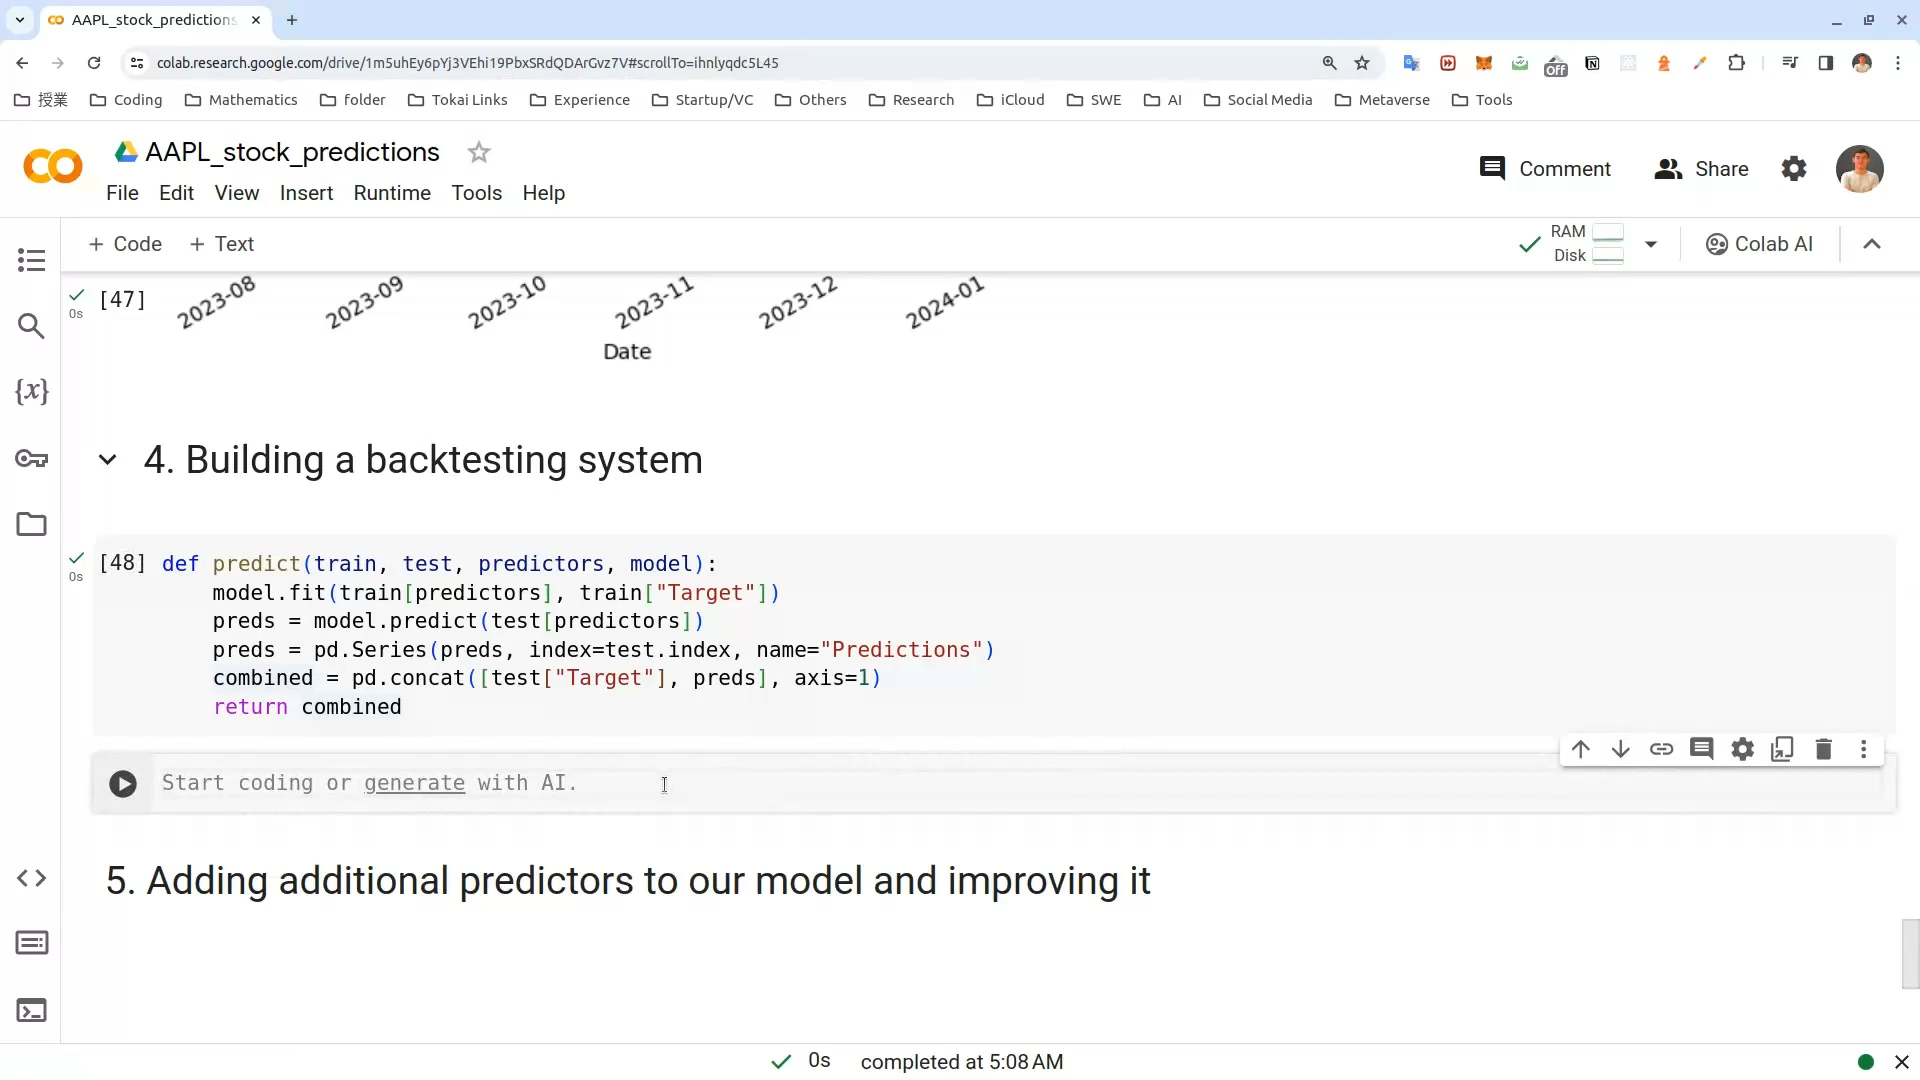 AAPL_stock_predictions
colab.research.google.com/drive/1m5uhEy6pYj3VEhi19PbxSRdQDArGvz7V#scrollTo=ihnlyqdc5L45
Off
授業 Coding Mathematics folder Tokai Links Experience Startup/VC Others Research iCloud SWE AI Social Media Metaverse Tools
AAPL_stock_predictions
Comment Share
File Edit View Insert Runtime Tools Help
+ Code + Text
RAM
Disk
Colab AI
[47]
0s
2023-08 2023-09 2023-10 2023-11 2023-12 2024-01
Date
4. Building a backtesting system
[48] def predict(train, test, predictors, model):
0s
model.fit(train[predictors], train["Target"])
preds = model.predict(test[predictors])
preds = pd.Series(preds, index=test.index, name="Predictions")
combined = pd.concat([test["Target"], preds], axis=1)
return combined
Start coding or generate with AI.
5. Adding additional predictors to our model and improving it
0s completed at 5:08 AM